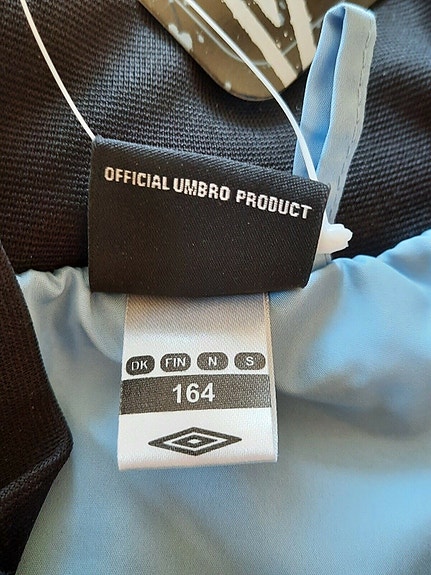 OFFICIAL UMBRO PRODUCT
DK FIN N S
164